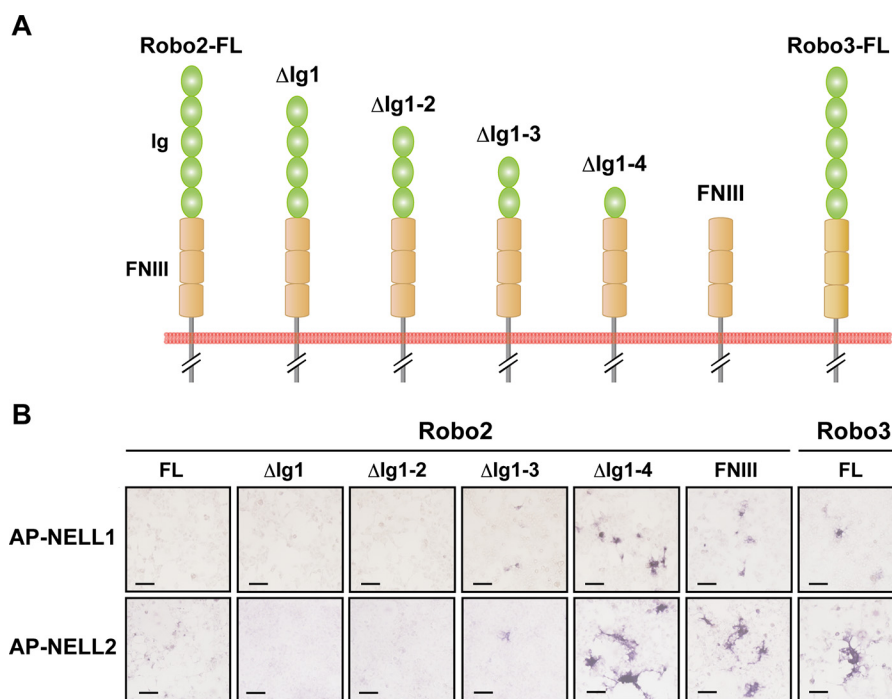 A
Robo2-FL
Robo3-FL
ΔIg1
ΔIg1-2
Ig
ΔIg1-3
ΔIg1-4
FNIII
FNIII
B
Robo2 Robo3
FL ΔIg1 ΔIg1-2 ΔIg1-3 ΔIg1-4 FNIII FL
AP-NELL1
AP-NELL2